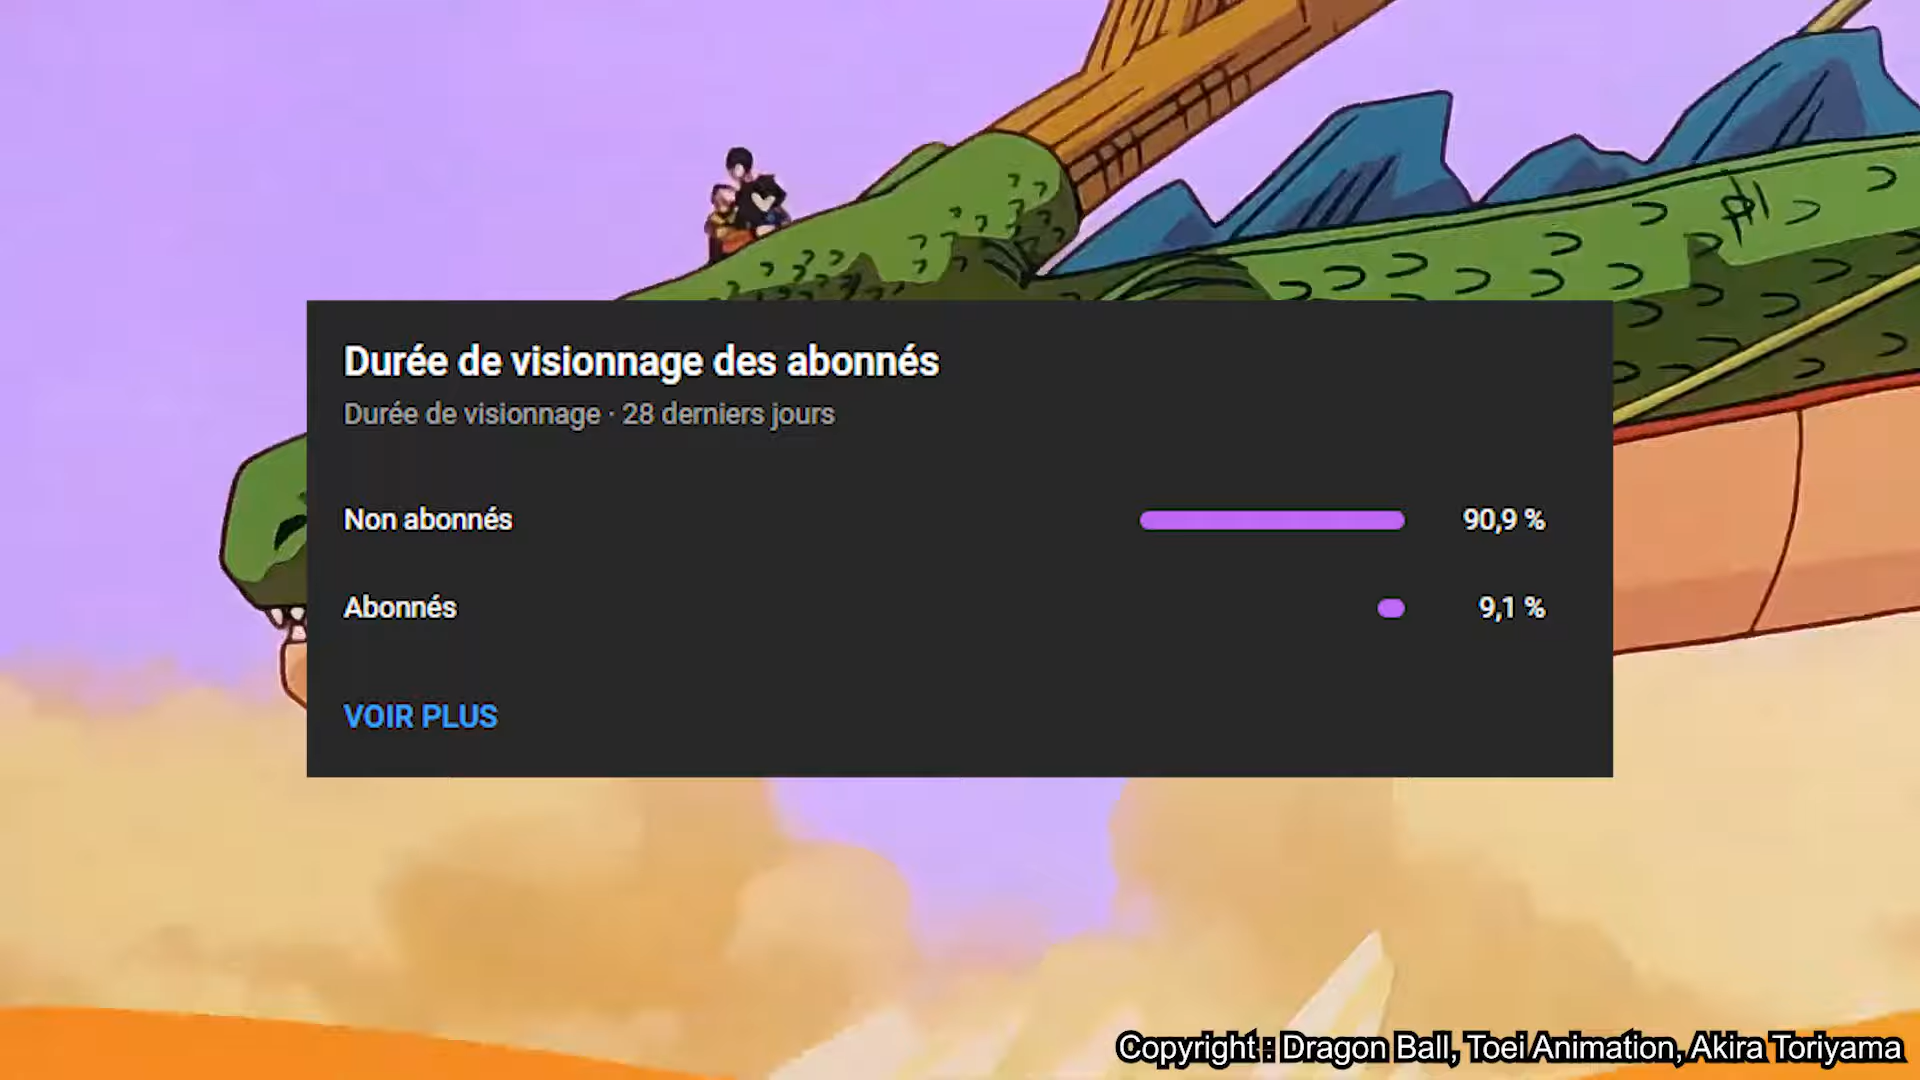 Durée de visionnage des abonnés
Durée de visionnage · 28 derniers jours
Non abonnés 90,9 %
Abonnés 9,1 %
VOIR PLUS
Copyright : Dragon Ball, Toei Animation, Akira Toriyama